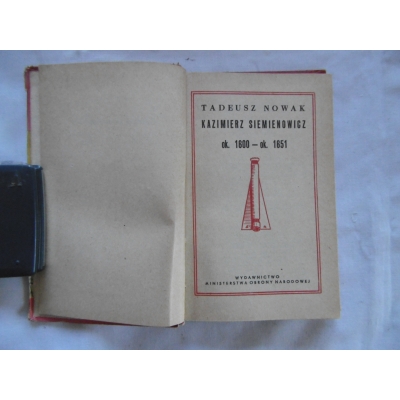 TADEUSZ NOWAK
KAZIMIERZ SIEMIENOWICZ
ok. 1600 — ok. 1651
WYDAWNICTWO
MINISTERSTWA OBRONY NARODOWEJ